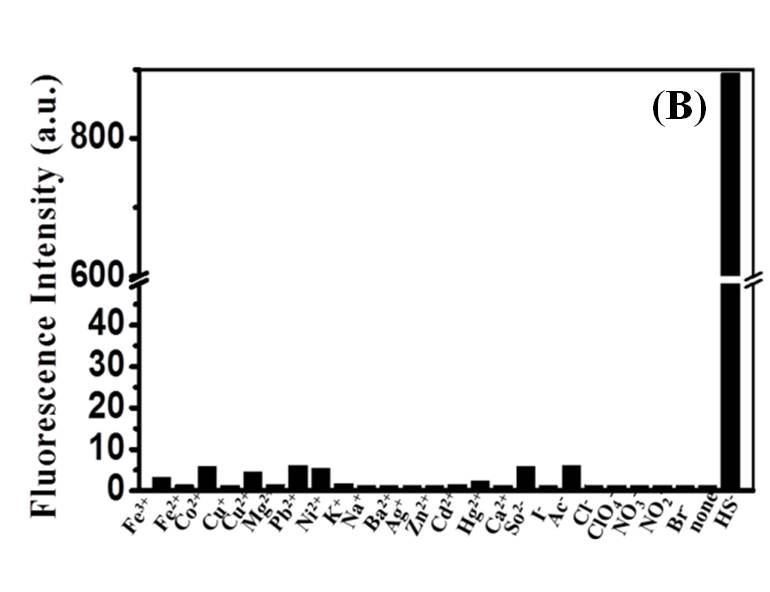 (B)
Fluorescence Intensity (a.u.)
800
600
40
30
20
10
0
Fe³⁺
Fe²⁺
Co²⁺
Cu⁺
Cu²⁺
Mg²⁺
Pb²⁺
Ni²⁺
K⁺
Na⁺
Ba²⁺
Ag⁺
Zn²⁺
Cd²⁺
Hg²⁺
Ca²⁺
So²⁻
I⁻
Ac⁻
Cl⁻
ClO₄⁻
NO₃⁻
NO₂⁻
Br⁻
none
HS⁻